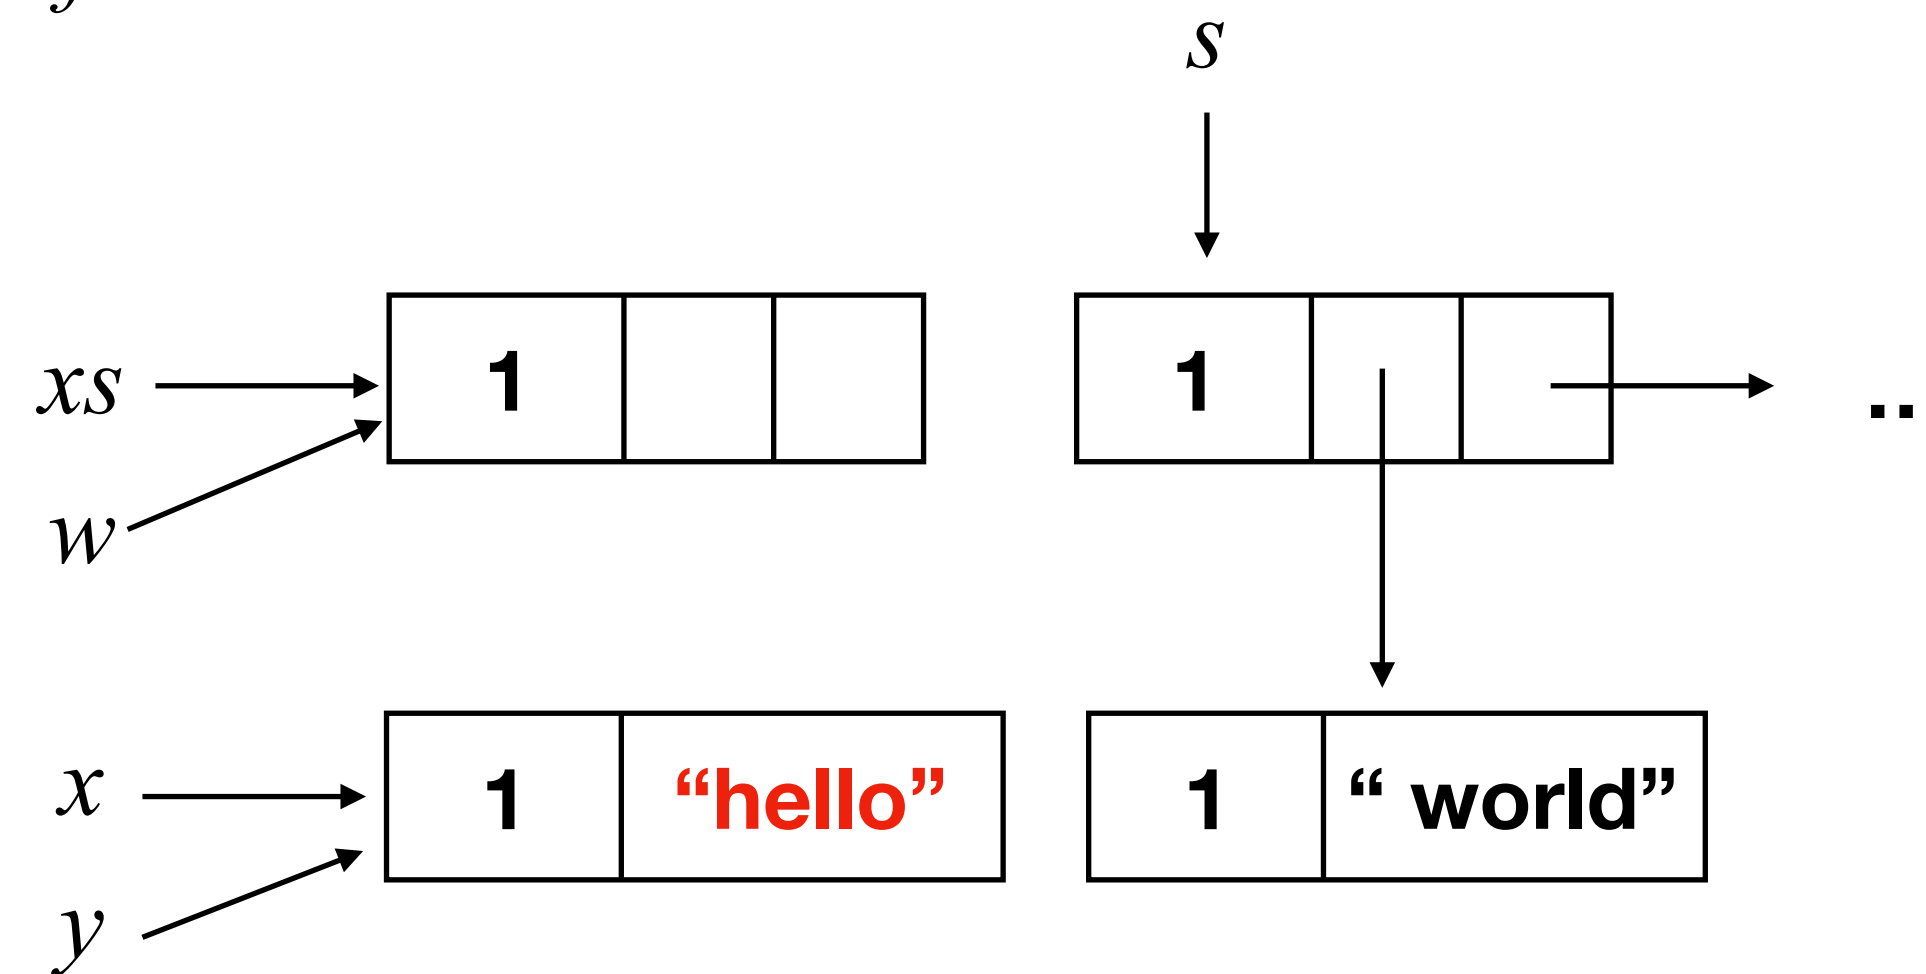 s
xs 1 1 ..
w
x 1 “hello” 1 “ world”
y